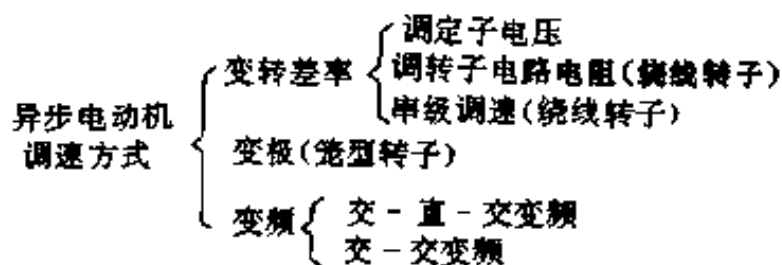 异步电动机
调速方式
变转差率
调定子电压
调转子电路电阻(绕线转子)
串级调速(绕线转子)
变极(笼型转子)
变频
交-直-交变频
交-交变频